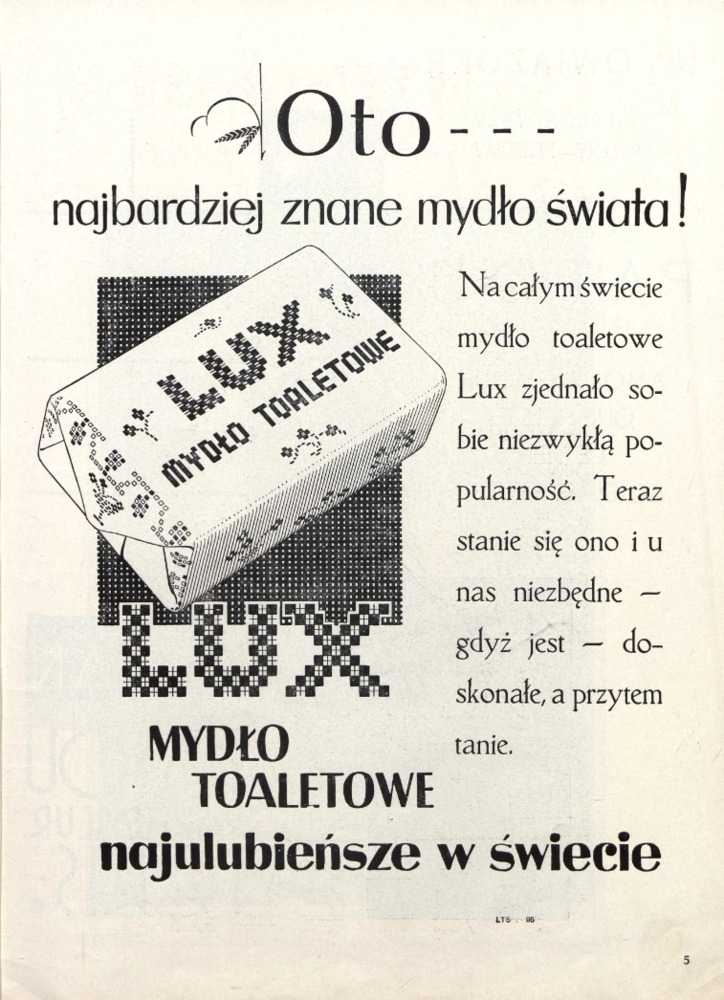 Oto - - -
najbardziej znane mydło świata!
LUX
MYDŁO TOALETOWE
Na całym świecie
mydło toaletowe
Lux zjednało so-
bie niezwykłą po-
pularność. Teraz
stanie się ono i u
nas niezbędne —
gdyż jest — do-
skonałe, a przytem
tanie.
LUX
MYDŁO
TOALETOWE
najulubieńsze w świecie
5